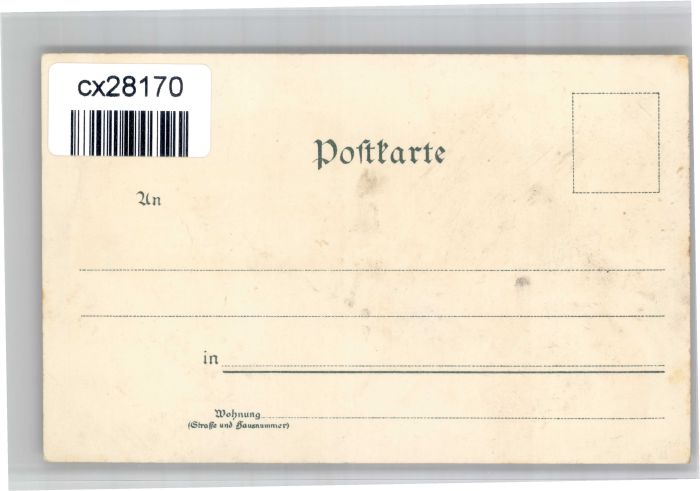 cx28170
Postkarte
An
in
Wohnung
(Straße und Hausnummer)